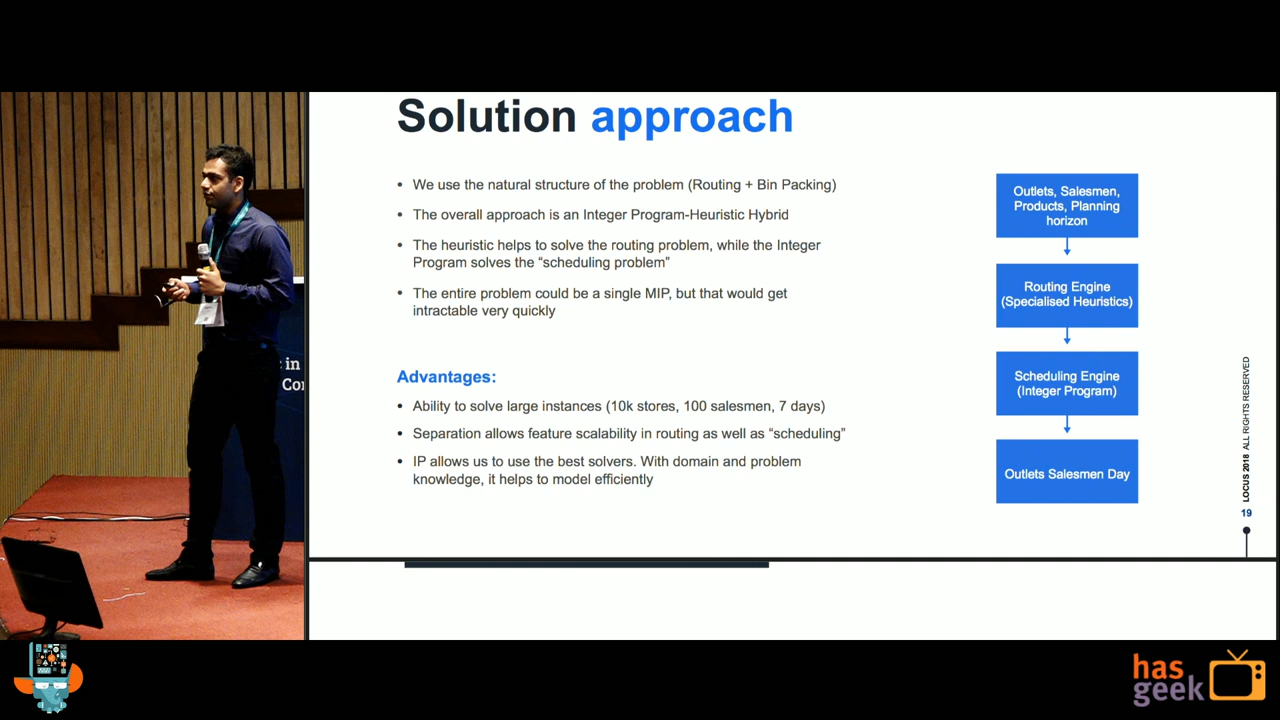 Solution approach
• We use the natural structure of the problem (Routing + Bin Packing)
• The overall approach is an Integer Program-Heuristic Hybrid
• The heuristic helps to solve the routing problem, while the Integer
Program solves the “scheduling problem”
• The entire problem could be a single MIP, but that would get
intractable very quickly
Advantages:
• Ability to solve large instances (10k stores, 100 salesmen, 7 days)
• Separation allows feature scalability in routing as well as “scheduling”
• IP allows us to use the best solvers. With domain and problem
knowledge, it helps to model efficiently
Outlets, Salesmen,
Products, Planning
horizon
Routing Engine
(Specialised Heuristics)
Scheduling Engine
(Integer Program)
Outlets Salesmen Day
LOCUS 2018 ALL RIGHTS RESERVED
19
in
has
geek